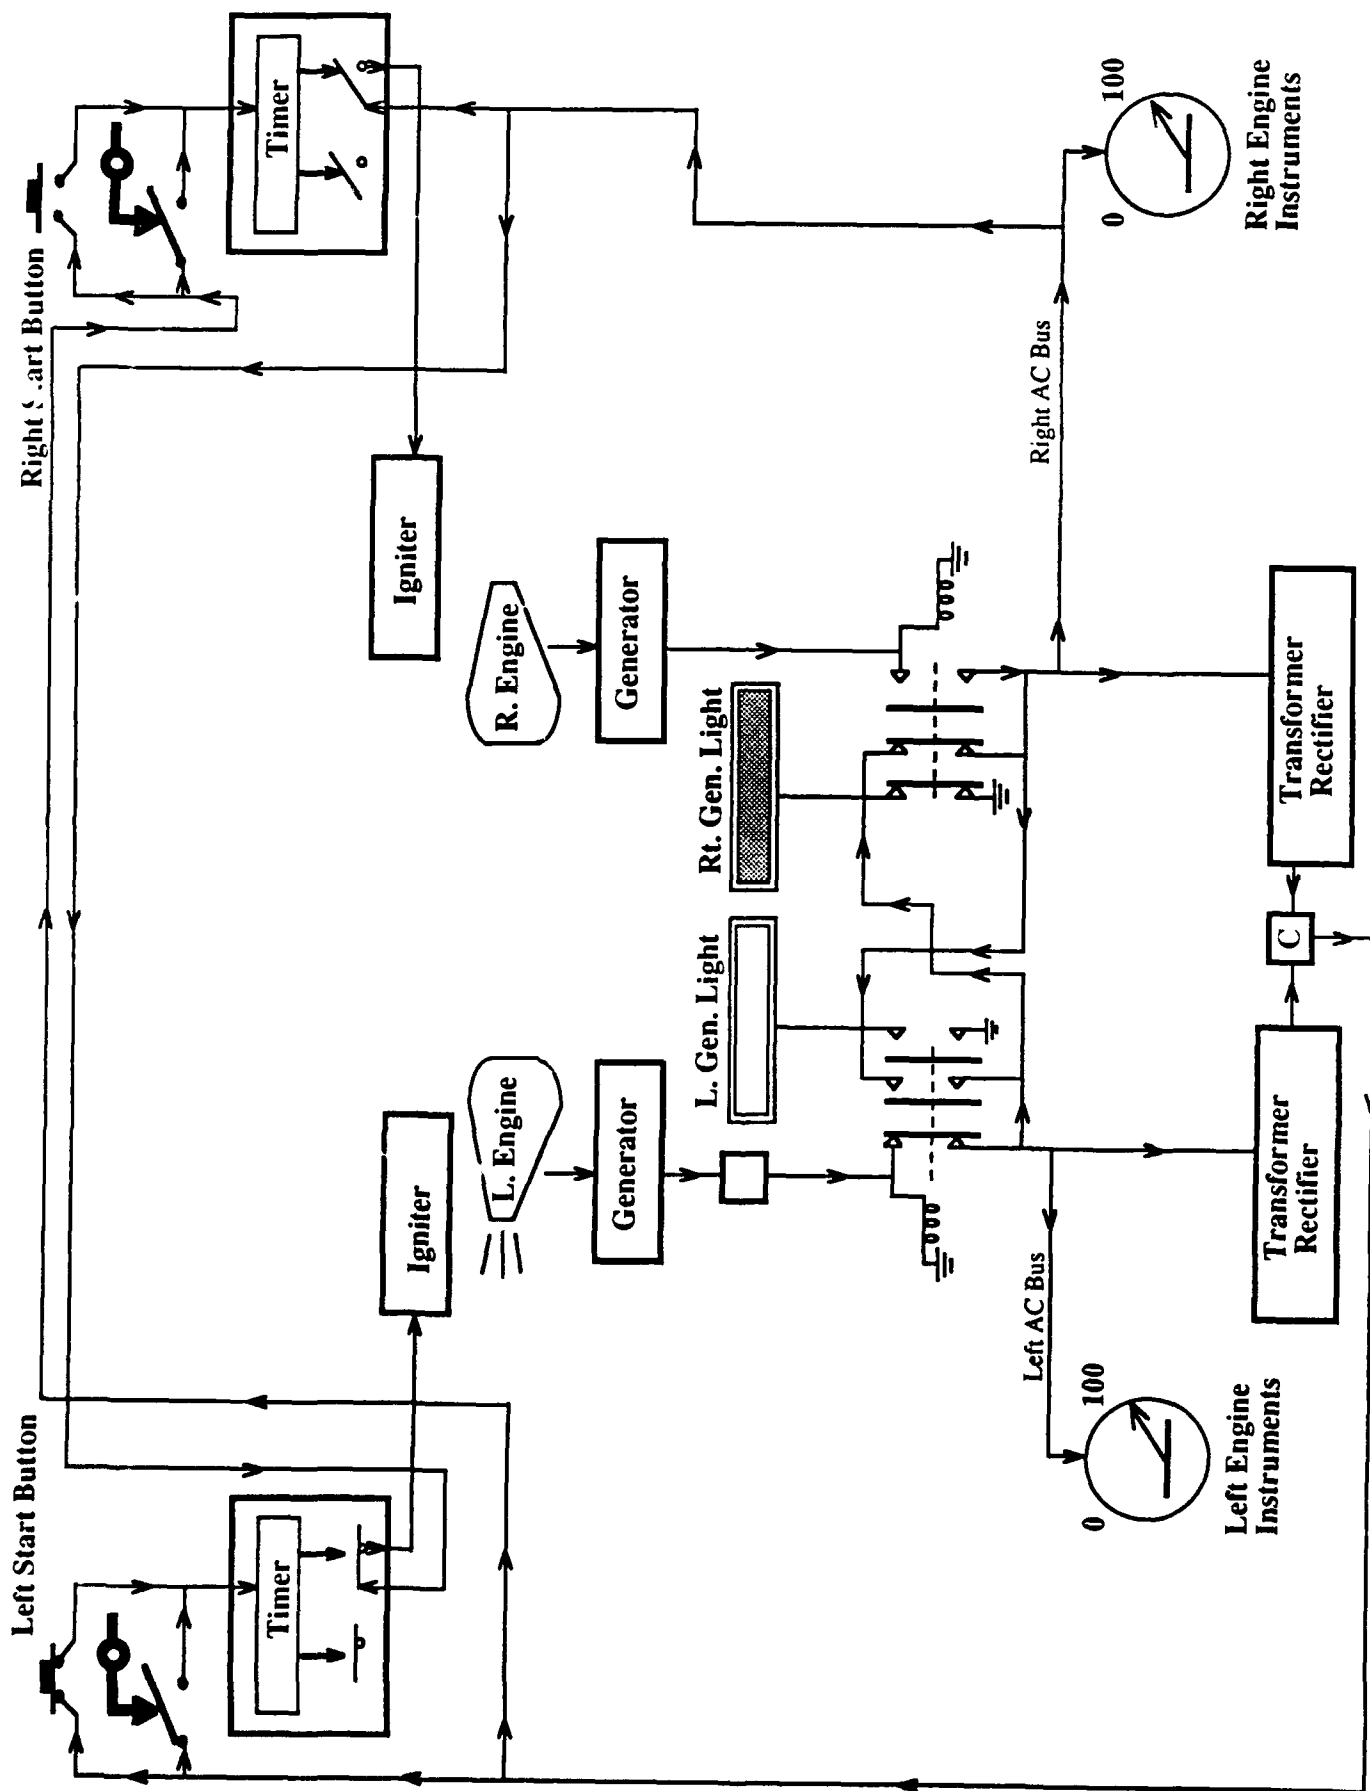 Left Start Button
Right S.art Button
Timer
Timer
Igniter
Igniter
L. Engine
R. Engine
Generator
Generator
L. Gen. Light
Rt. Gen. Light
Left AC Bus
Right AC Bus
0
100
Left Engine
Instruments
0
100
Right Engine
Instruments
Transformer
Rectifier
C
Transformer
Rectifier